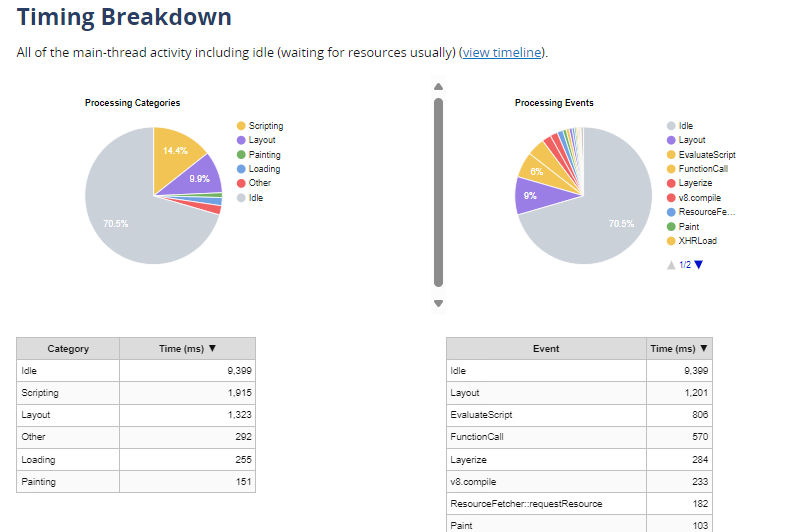 Timing Breakdown
All of the main-thread activity including idle (waiting for resources usually) (view timeline).
Processing Categories
14.4%
9.9%
70.5%
Scripting
Layout
Painting
Loading
Other
Idle
Processing Events
6%
9%
70.5%
Idle
Layout
EvaluateScript
FunctionCall
Layerize
v8.compile
ResourceFe...
Paint
XHRLoad
▲ 1/2 ▼
Category Time (ms) ▼
Idle 9,399
Scripting 1,915
Layout 1,323
Other 292
Loading 255
Painting 151
Event Time (ms) ▼
Idle 9,399
Layout 1,201
EvaluateScript 806
FunctionCall 570
Layerize 284
v8.compile 233
ResourceFetcher::requestResource 182
Paint 103